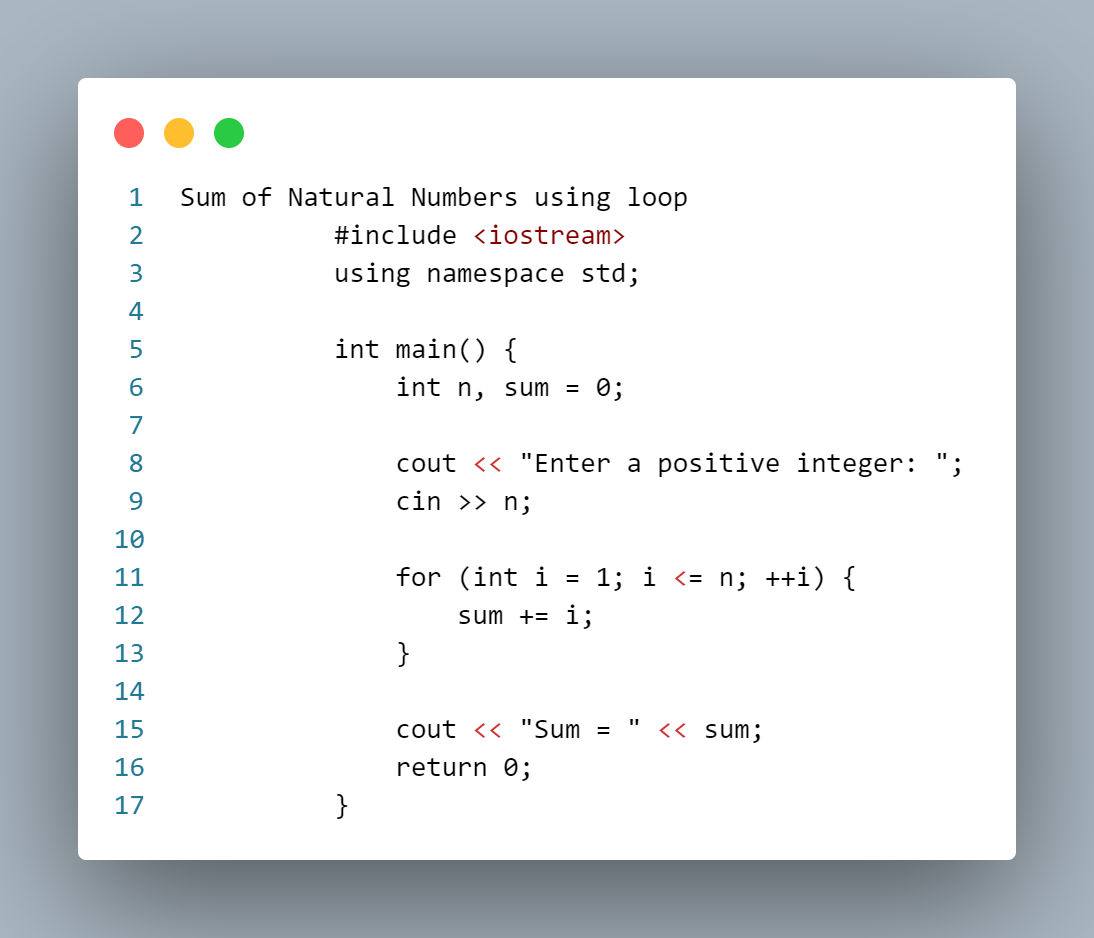 1 Sum of Natural Numbers using loop
2 #include <iostream>
3 using namespace std;
4
5 int main() {
6 int n, sum = 0;
7
8 cout << "Enter a positive integer: ";
9 cin >> n;
10
11 for (int i = 1; i <= n; ++i) {
12 sum += i;
13 }
14
15 cout << "Sum = " << sum;
16 return 0;
17 }